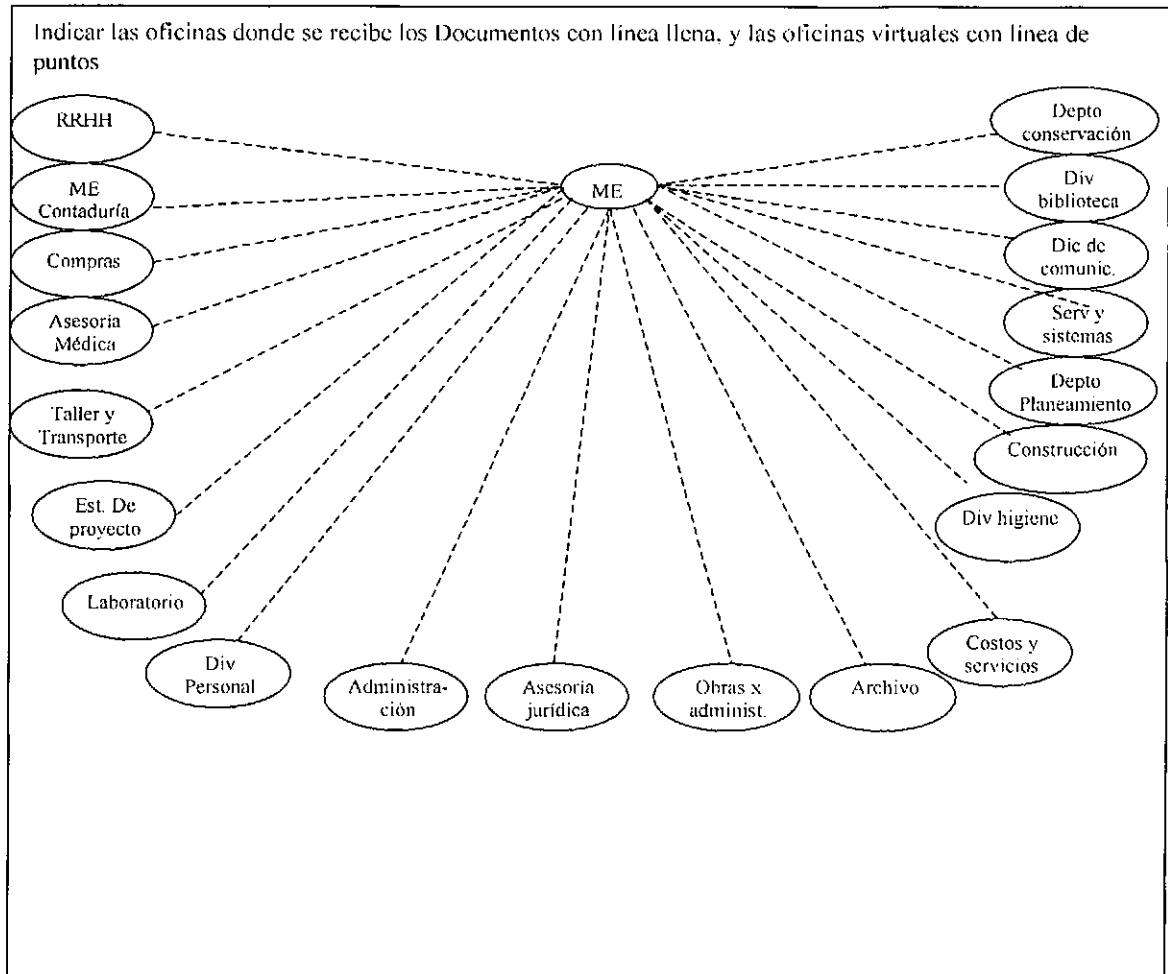 Indicar las oficinas donde se recibe los Documentos con linea llena, y las oficinas virtuales con linea de
puntos
RRHH
ME
Contaduría
Compras
Asesoria
Médica
Taller y
Transporte
Est. De
proyecto
Laboratorio
Div
Personal
Administra-
ción
Asesoria
jurídica
Obras x
administ.
Archivo
Costos y
servicios
Div higiene
Construcción
Depto
Planeamiento
Serv y
sistemas
Dic de
comunic.
Div
biblioteca
Depto
conservación
ME